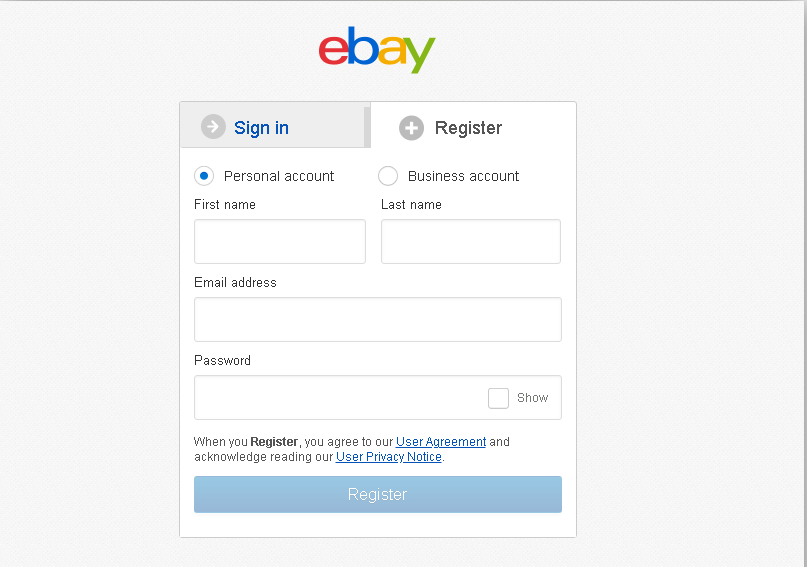 ebay
Sign in
Register
Personal account
Business account
First name
Last name
Email address
Password
Show
When you Register, you agree to our User Agreement and
acknowledge reading our User Privacy Notice.
Register